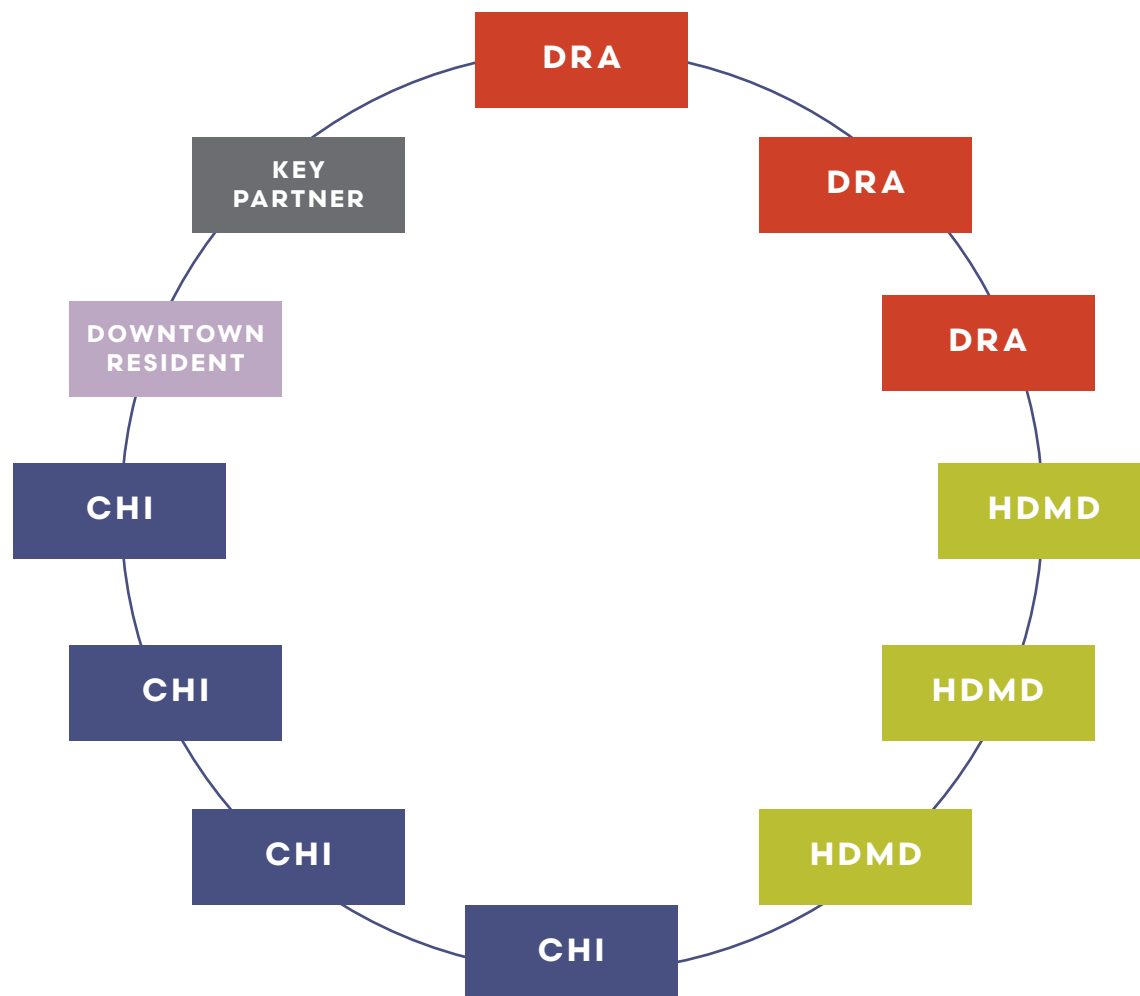 DRA
KEY
PARTNER
DRA
DOWNTOWN
RESIDENT
DRA
CHI
HDMD
CHI
HDMD
CHI
HDMD
CHI